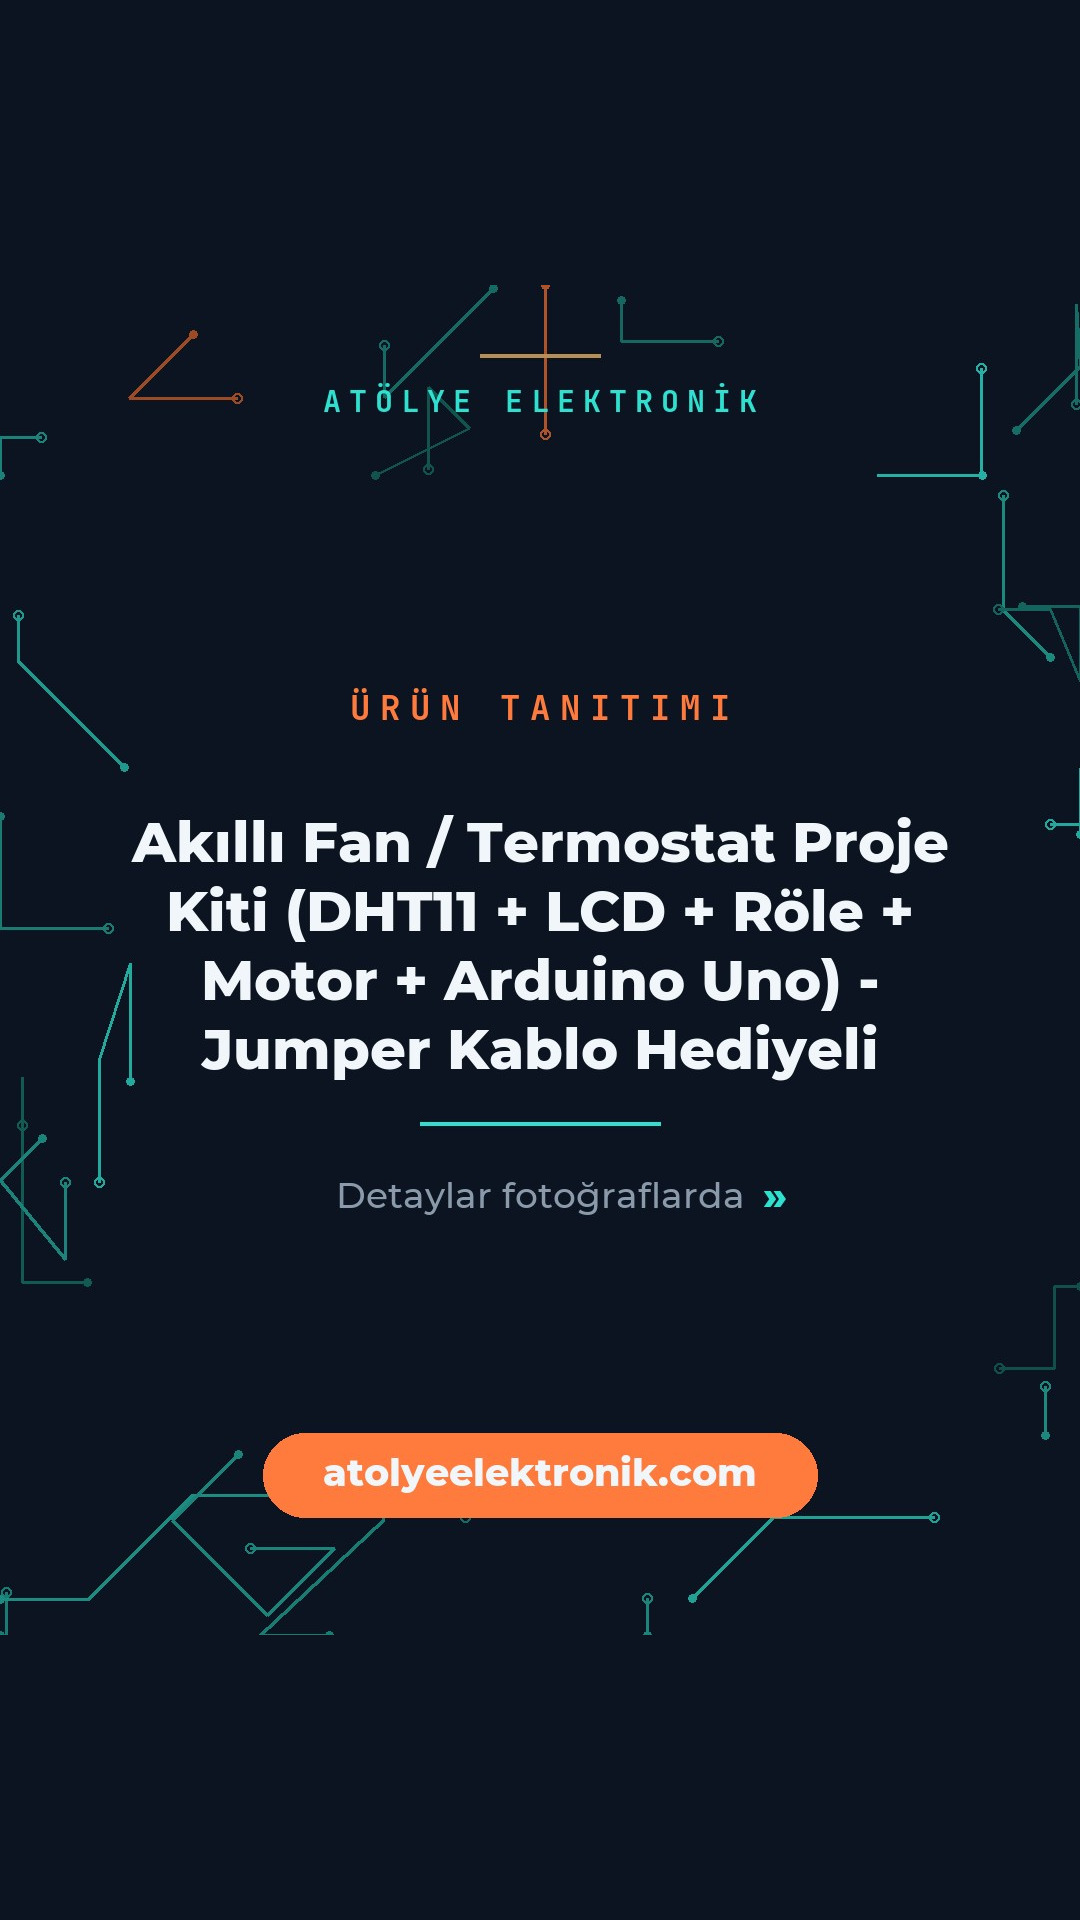 ATÖLYE ELEKTRONİK
ÜRÜN TANITIMI
Akıllı Fan / Termostat Proje
Kiti (DHT11 + LCD + Röle +
Motor + Arduino Uno) -
Jumper Kablo Hediyeli
Detaylar fotoğraflarda »
atolyeelektronik.com